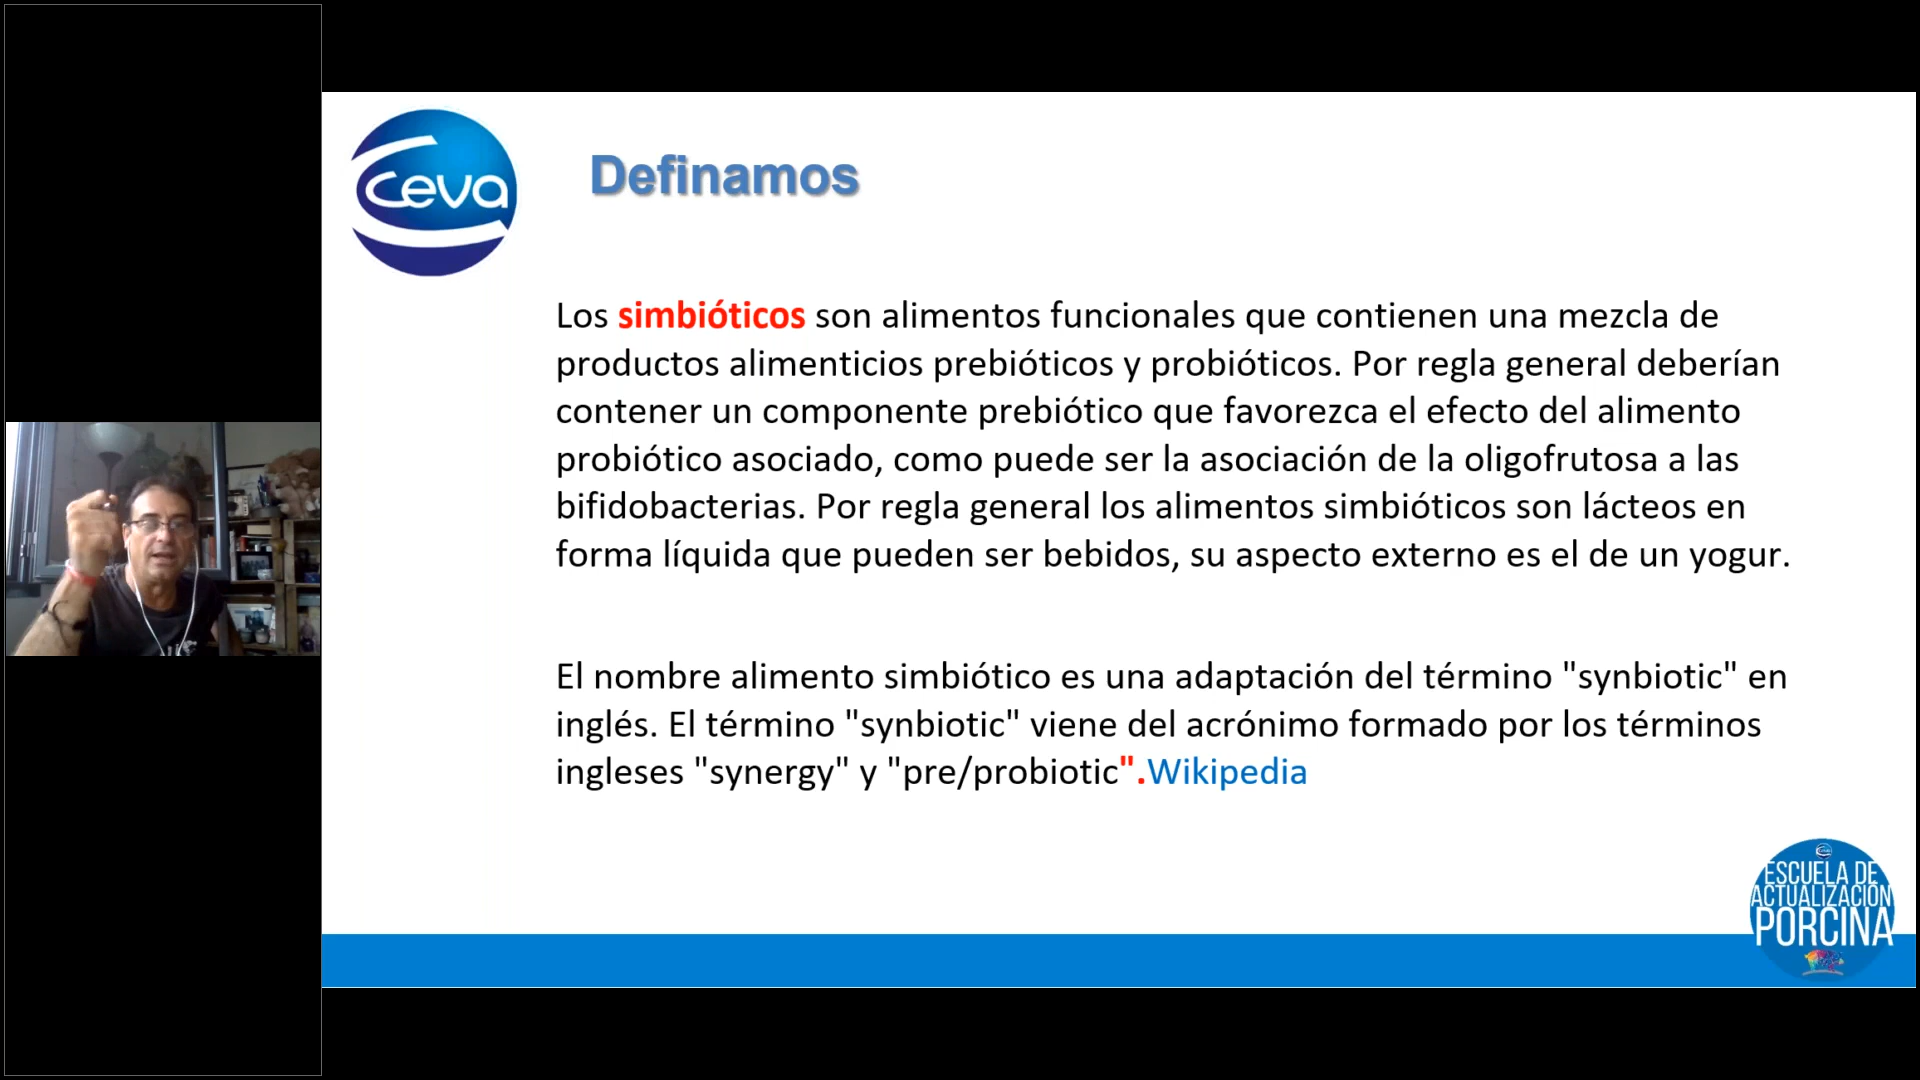 Ceva
Definamos
Los simbióticos son alimentos funcionales que contienen una mezcla de
productos alimenticios prebióticos y probióticos. Por regla general deberían
contener un componente prebiótico que favorezca el efecto del alimento
probiótico asociado, como puede ser la asociación de la oligofrutosa a las
bifidobacterias. Por regla general los alimentos simbióticos son lácteos en
forma líquida que pueden ser bebidos, su aspecto externo es el de un yogur.
El nombre alimento simbiótico es una adaptación del término "synbiotic" en
inglés. El término "synbiotic" viene del acrónimo formado por los términos
ingleses "synergy" y "pre/probiotic".Wikipedia
Ceva
ESCUELA DE
ACTUALIZACIÓN
PORCINA